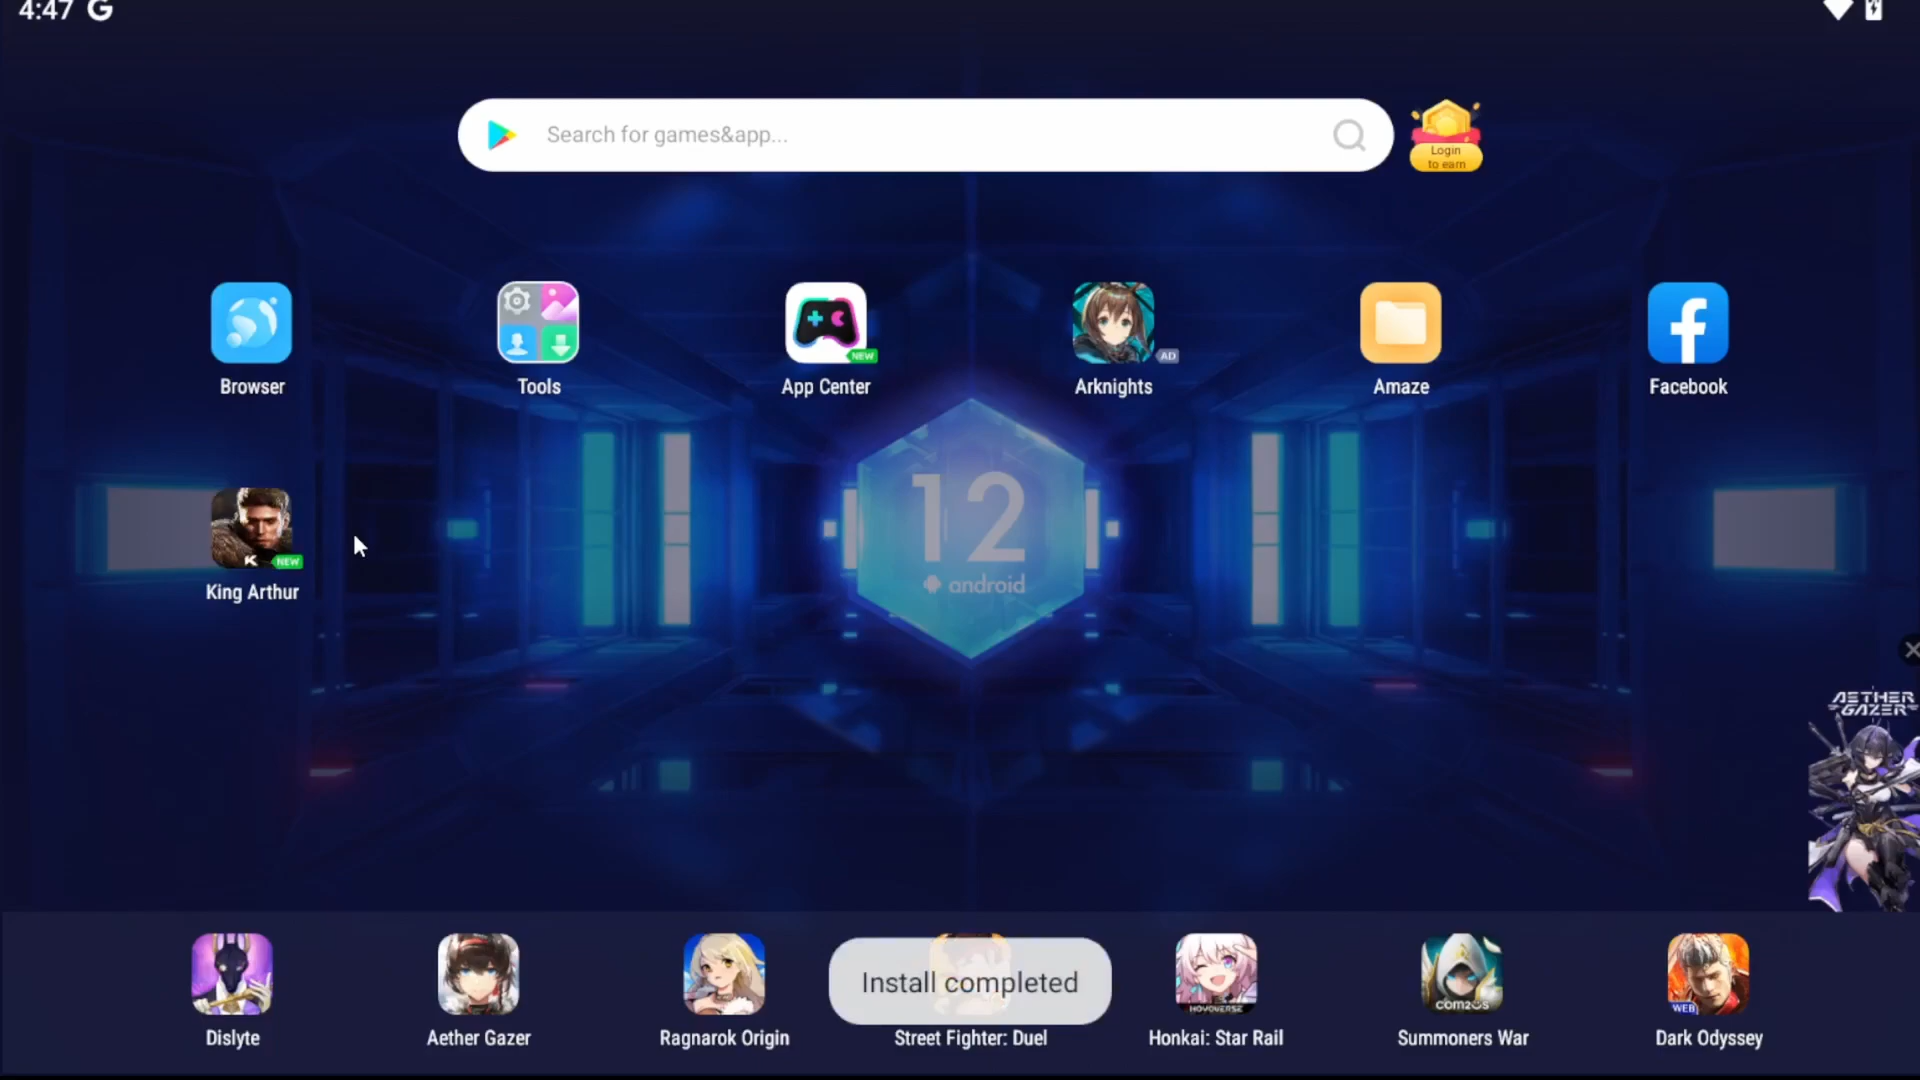 4:47 G
Search for games&app...
Login
to earn
NEW
AD
Browser
Tools
App Center
Arknights
Amaze
Facebook
12
android
K NEW
King Arthur
AETHER
GAZER
Install completed
HOYOVERSE
COM2US
WEB
Dislyte
Aether Gazer
Ragnarok Origin
Street Fighter: Duel
Honkai: Star Rail
Summoners War
Dark Odyssey